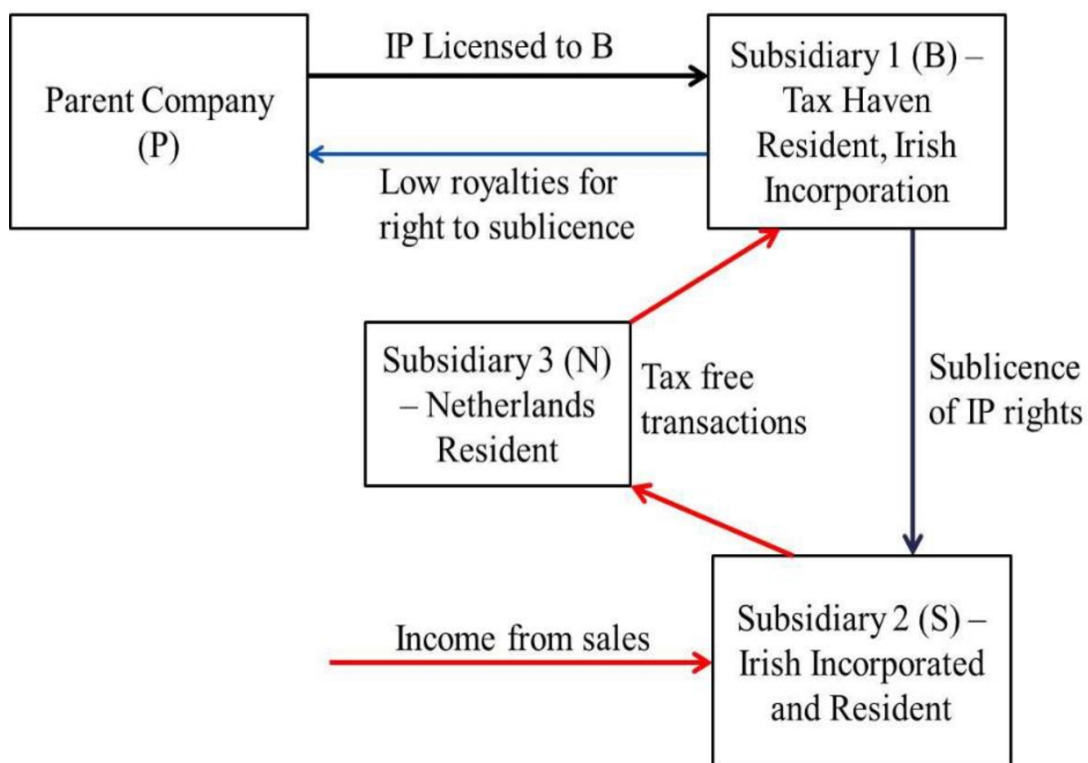 IP Licensed to B
Parent Company
(P)
Subsidiary 1 (B) –
Tax Haven
Resident, Irish
Incorporation
Low royalties for
right to sublicence
Subsidiary 3 (N)
– Netherlands
Resident
Tax free
transactions
Sublicence
of IP rights
Income from sales
Subsidiary 2 (S) –
Irish Incorporated
and Resident